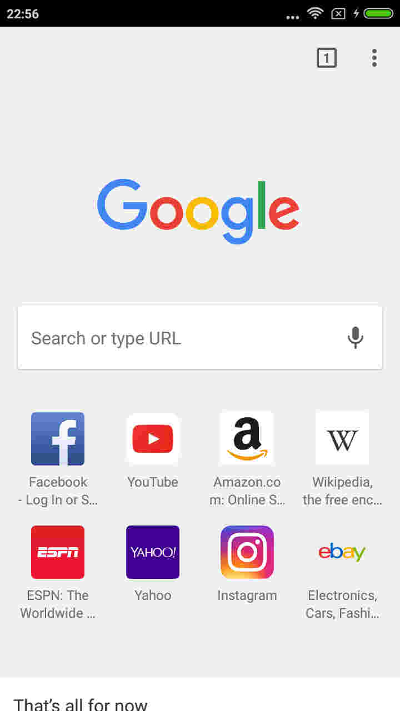 22:56
1
Google
Search or type URL
f
a
W
Facebook
- Log In or S...
YouTube
Amazon.co
m: Online S...
Wikipedia,
the free enc...
ESPN
YAHOO!
ebay
ESPN: The
Worldwide ...
Yahoo
Instagram
Electronics,
Cars, Fashi...
That's all for now